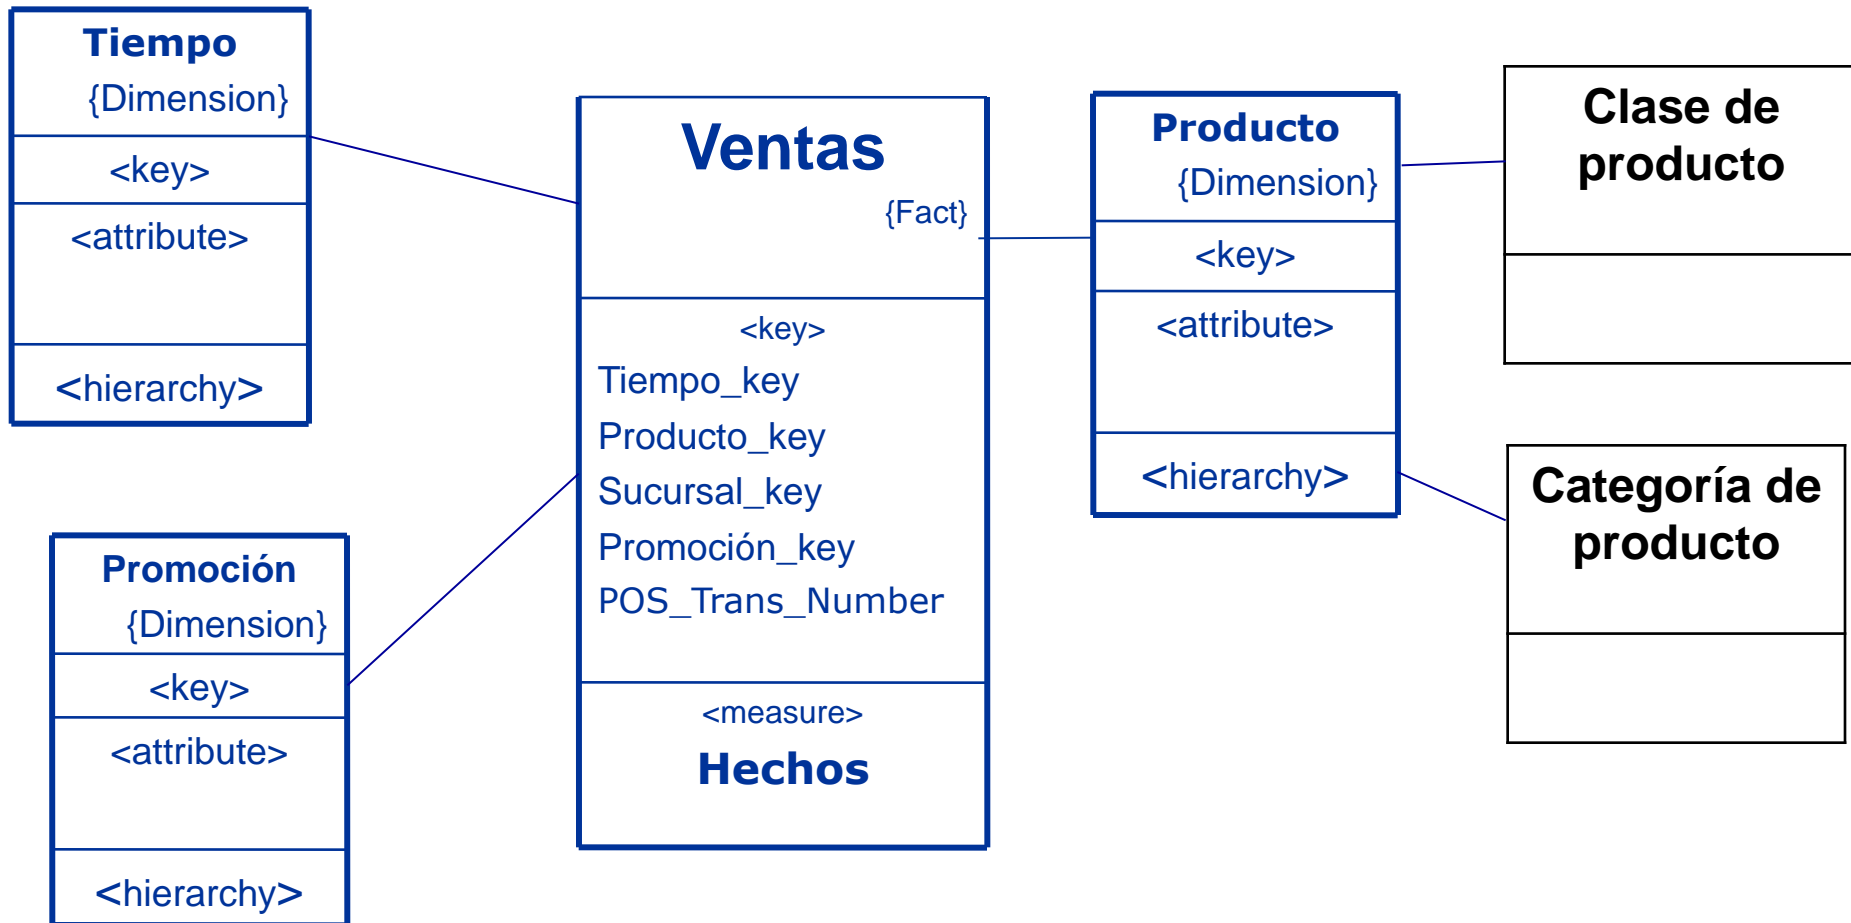 Tiempo
{Dimension}
<key>
<attribute>
<hierarchy>
Promoción
{Dimension}
<key>
<attribute>
<hierarchy>
Ventas
{Fact}
<key>
Tiempo_key
Producto_key
Sucursal_key
Promoción_key
POS_Trans_Number
<measure>
Hechos
Producto
{Dimension}
<key>
<attribute>
<hierarchy>
Clase de
producto
Categoría de
producto